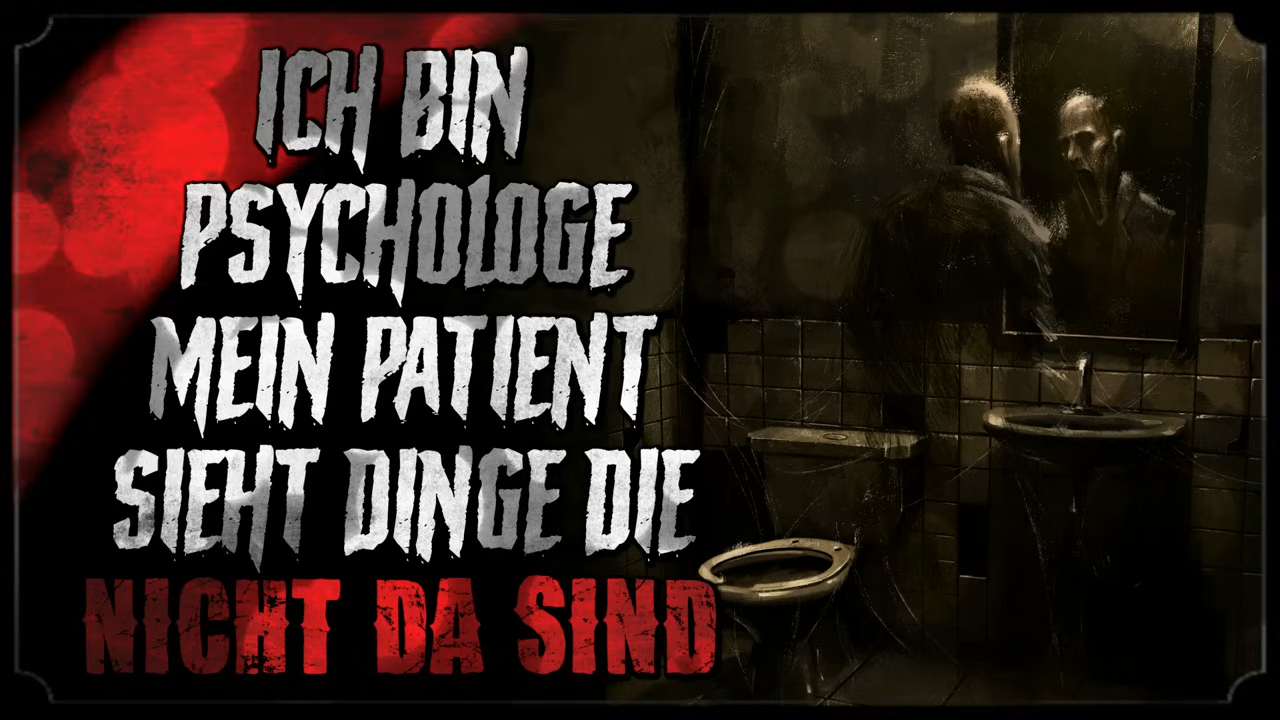 ICH BIN
PSYCHOLOGE
MEIN PATIENT
SIEHT DINGE DIE
NICHT DA SIND